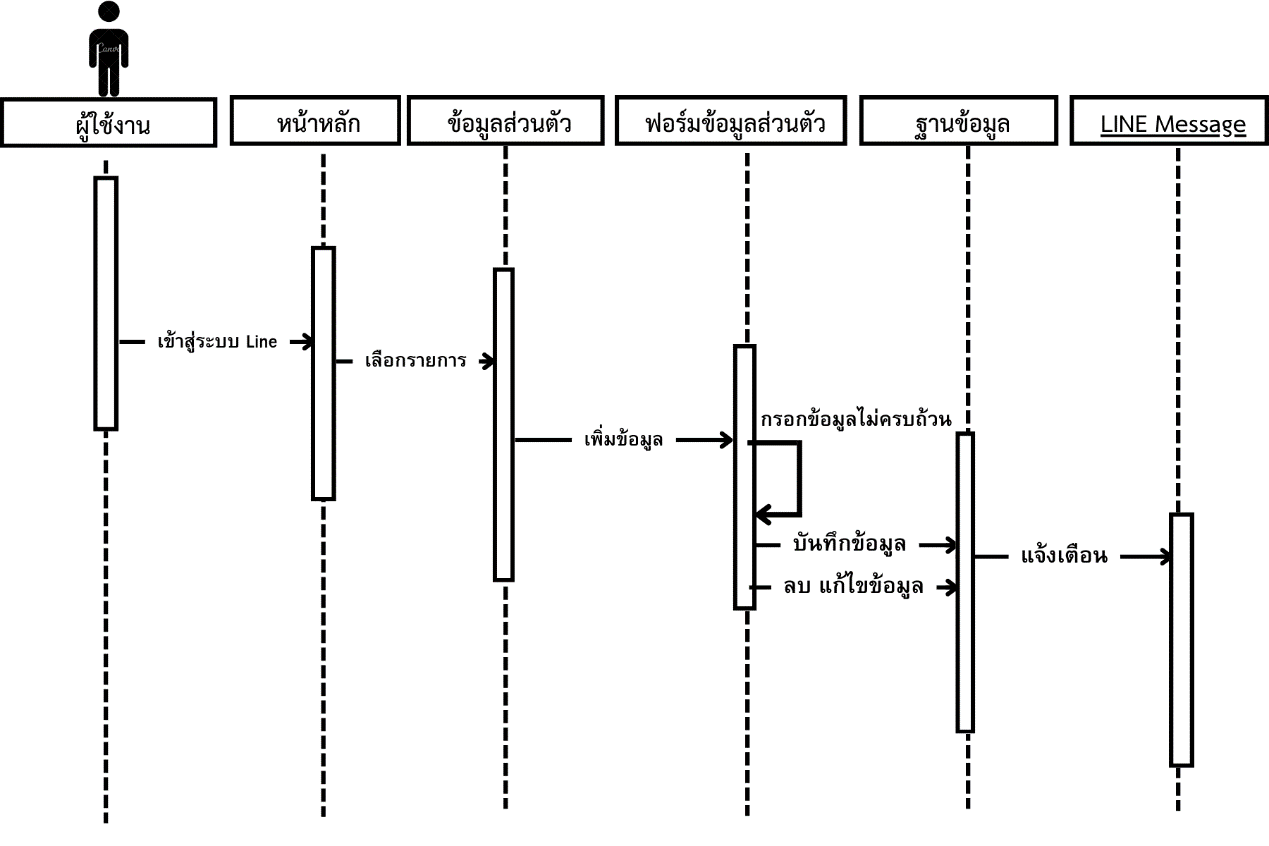 Canva
ผู้ใช้งาน
หน้าหลัก
ข้อมูลส่วนตัว
ฟอร์มข้อมูลส่วนตัว
ฐานข้อมูล
LINE Message
เข้าสู่ระบบ Line
เลือกรายการ
เพิ่มข้อมูล
กรอกข้อมูลไม่ครบถ้วน
บันทึกข้อมูล
แจ้งเตือน
ลบ แก้ไขข้อมูล